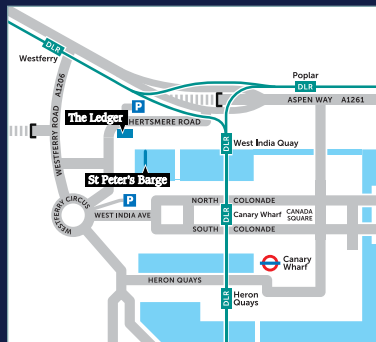 DLR
Westferry
A1206
WESTFERRY ROAD
P
The Ledger
HERTSMERE ROAD
Poplar
DLR
ASPEN WAY A1261
DLR
West India Quay
St Peter's Barge
P
WESTFERRY CIRCUS
WEST INDIA AVE
NORTH COLONADE
DLR
Canary Wharf
CANADA
SQUARE
SOUTH COLONADE
Canary
Wharf
HERON QUAYS
DLR
Heron
Quays